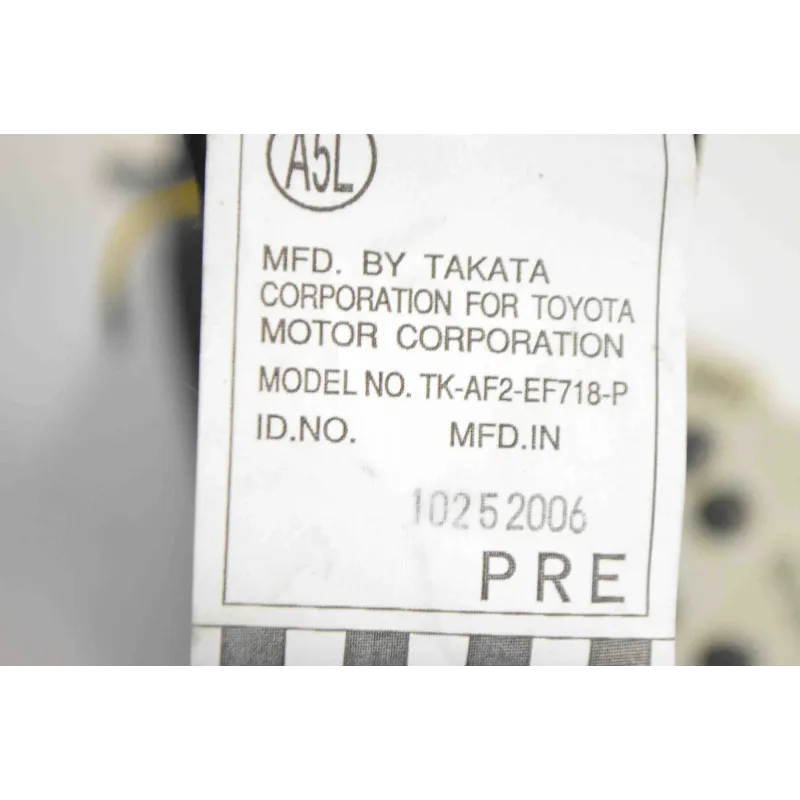 A5L
MFD. BY TAKATA
CORPORATION FOR TOYOTA
MOTOR CORPORATION
MODEL NO. TK-AF2-EF718-P
ID.NO. MFD.IN
10252006
PRE